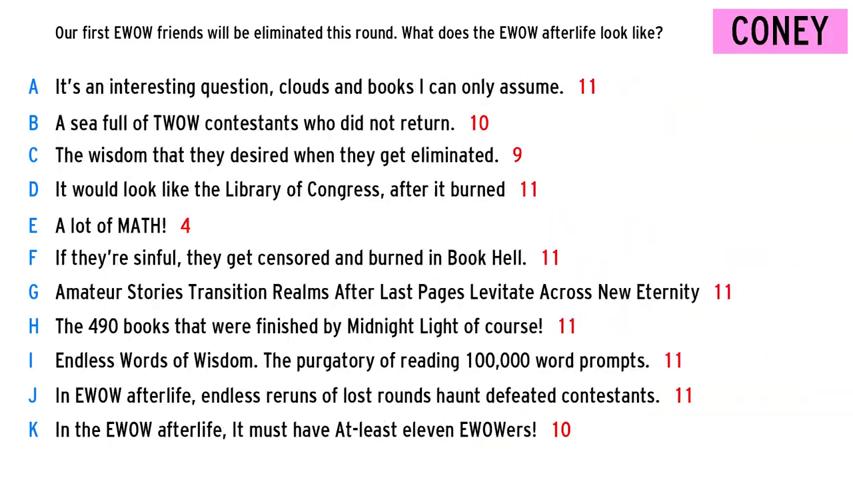 Our first EWOW friends will be eliminated this round. What does the EWOW afterlife look like?
CONEY
A It's an interesting question, clouds and books I can only assume. 11
B A sea full of TWOW contestants who did not return. 10
C The wisdom that they desired when they get eliminated. 9
D It would look like the Library of Congress, after it burned 11
E A lot of MATH! 4
F If they're sinful, they get censored and burned in Book Hell. 11
G Amateur Stories Transition Realms After Last Pages Levitate Across New Eternity 11
H The 490 books that were finished by Midnight Light of course! 11
I Endless Words of Wisdom. The purgatory of reading 100,000 word prompts. 11
J In EWOW afterlife, endless reruns of lost rounds haunt defeated contestants. 11
K In the EWOW afterlife, It must have At-least eleven EWOWers! 10